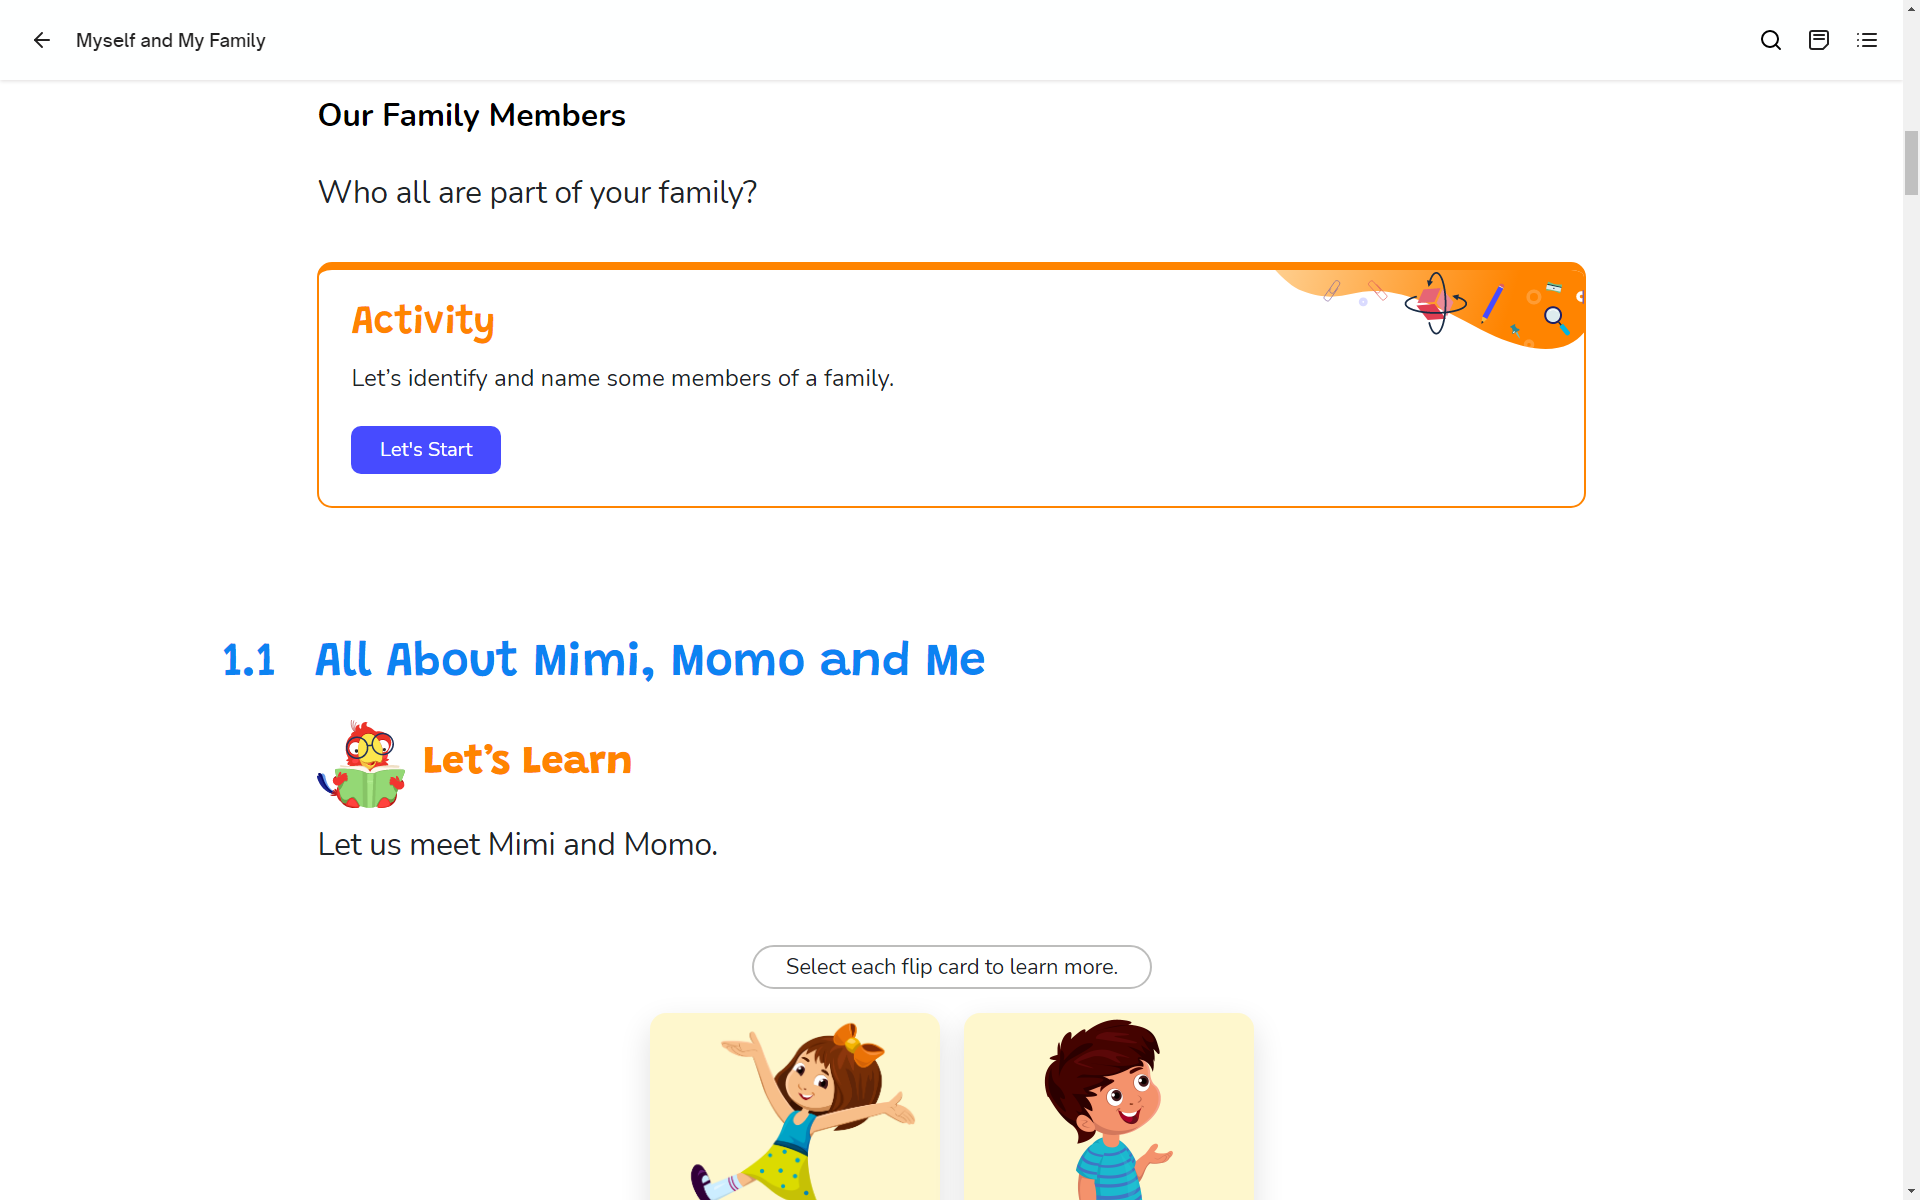 Myself and My Family
Our Family Members
Who all are part of your family?
Activity
Let’s identify and name some members of a family.
Let's Start
1.1 All About Mimi, Momo and Me
Let’s Learn
Let us meet Mimi and Momo.
Select each flip card to learn more.